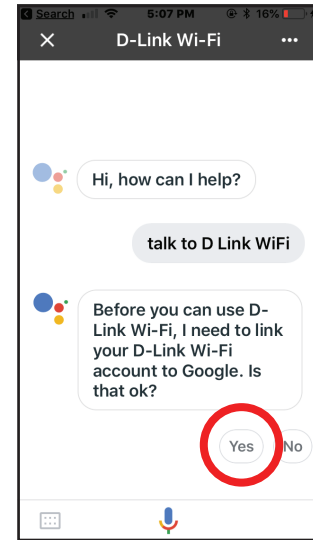 Search 5:07 PM 16%
D-Link Wi-Fi
Hi, how can I help?
talk to D Link WiFi
Before you can use D-
Link Wi-Fi, I need to link
your D-Link Wi-Fi
account to Google. Is
that ok?
Yes No